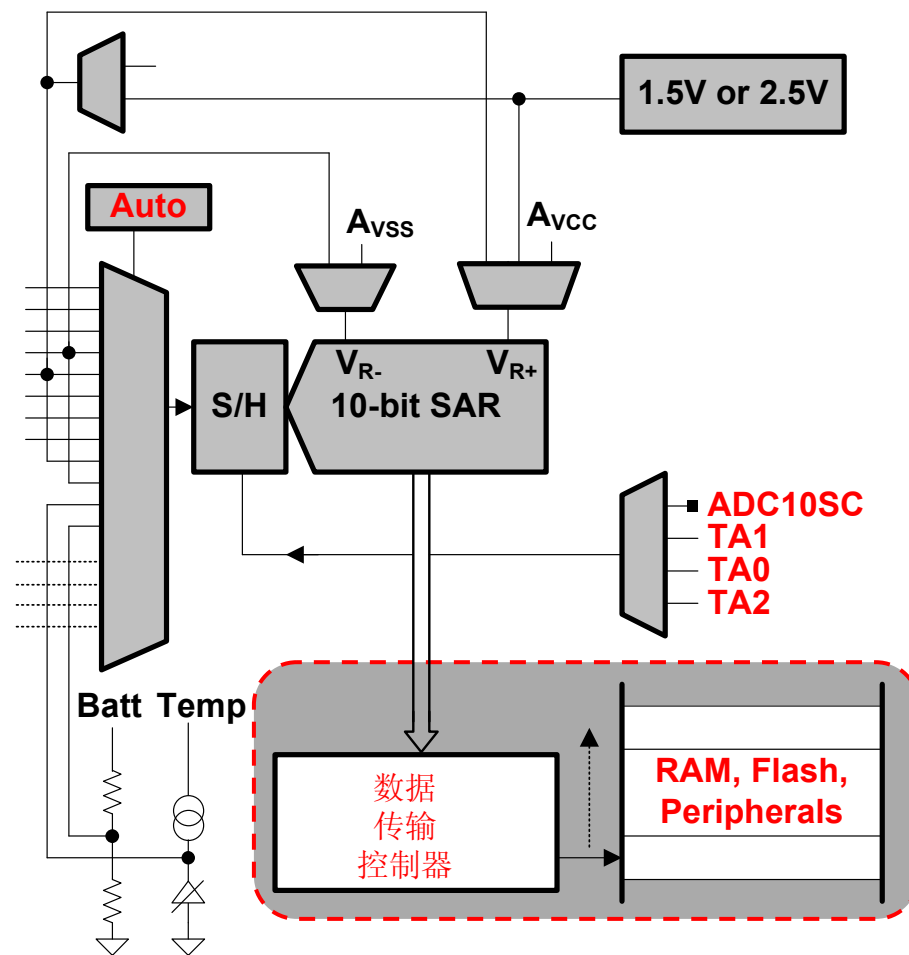 1.5V or 2.5V
Auto
AVSS
AVCC
VR-
VR+
S/H
10-bit SAR
ADC10SC
TA1
TA0
TA2
Batt
Temp
数据
传输
控制器
RAM, Flash,
Peripherals